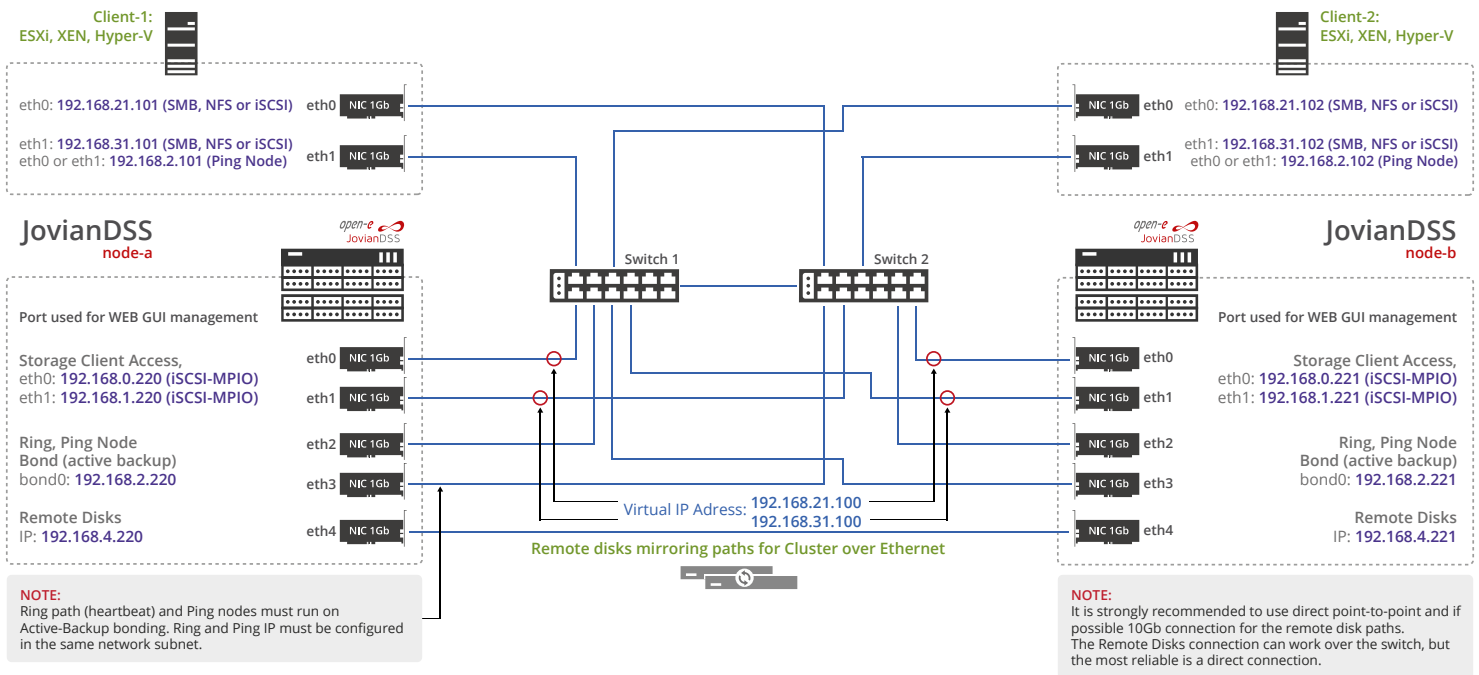 Client-1:
ESXi, XEN, Hyper-V
eth0: 192.168.21.101 (SMB, NFS or iSCSI)
eth0
NIC 1Gb
eth1: 192.168.31.101 (SMB, NFS or iSCSI)
eth0 or eth1: 192.168.2.101 (Ping Node)
eth1
NIC 1Gb
Client-2:
ESXi, XEN, Hyper-V
NIC 1Gb
eth0
eth0: 192.168.21.102 (SMB, NFS or iSCSI)
NIC 1Gb
eth1
eth1: 192.168.31.102 (SMB, NFS or iSCSI)
eth0 or eth1: 192.168.2.102 (Ping Node)
JovianDSS
node-a
open-e
JovianDSS
Switch 1
Switch 2
open-e
JovianDSS
JovianDSS
node-b
Port used for WEB GUI management
Storage Client Access,
eth0: 192.168.0.220 (iSCSI-MPIO)
eth1: 192.168.1.220 (iSCSI-MPIO)
eth0
NIC 1Gb
eth1
NIC 1Gb
Ring, Ping Node
Bond (active backup)
bond0: 192.168.2.220
eth2
NIC 1Gb
eth3
NIC 1Gb
Remote Disks
IP: 192.168.4.220
eth4
NIC 1Gb
Virtual IP Adress: 192.168.21.100
192.168.31.100
Remote disks mirroring paths for Cluster over Ethernet
Port used for WEB GUI management
NIC 1Gb
eth0
NIC 1Gb
eth1
Storage Client Access,
eth0: 192.168.0.221 (iSCSI-MPIO)
eth1: 192.168.1.221 (iSCSI-MPIO)
NIC 1Gb
eth2
NIC 1Gb
eth3
Ring, Ping Node
Bond (active backup)
bond0: 192.168.2.221
NIC 1Gb
eth4
Remote Disks
IP: 192.168.4.221
NOTE:
Ring path (heartbeat) and Ping nodes must run on
Active-Backup bonding. Ring and Ping IP must be configured
in the same network subnet.
NOTE:
It is strongly recommended to use direct point-to-point and if
possible 10Gb connection for the remote disk paths.
The Remote Disks connection can work over the switch, but
the most reliable is a direct connection.